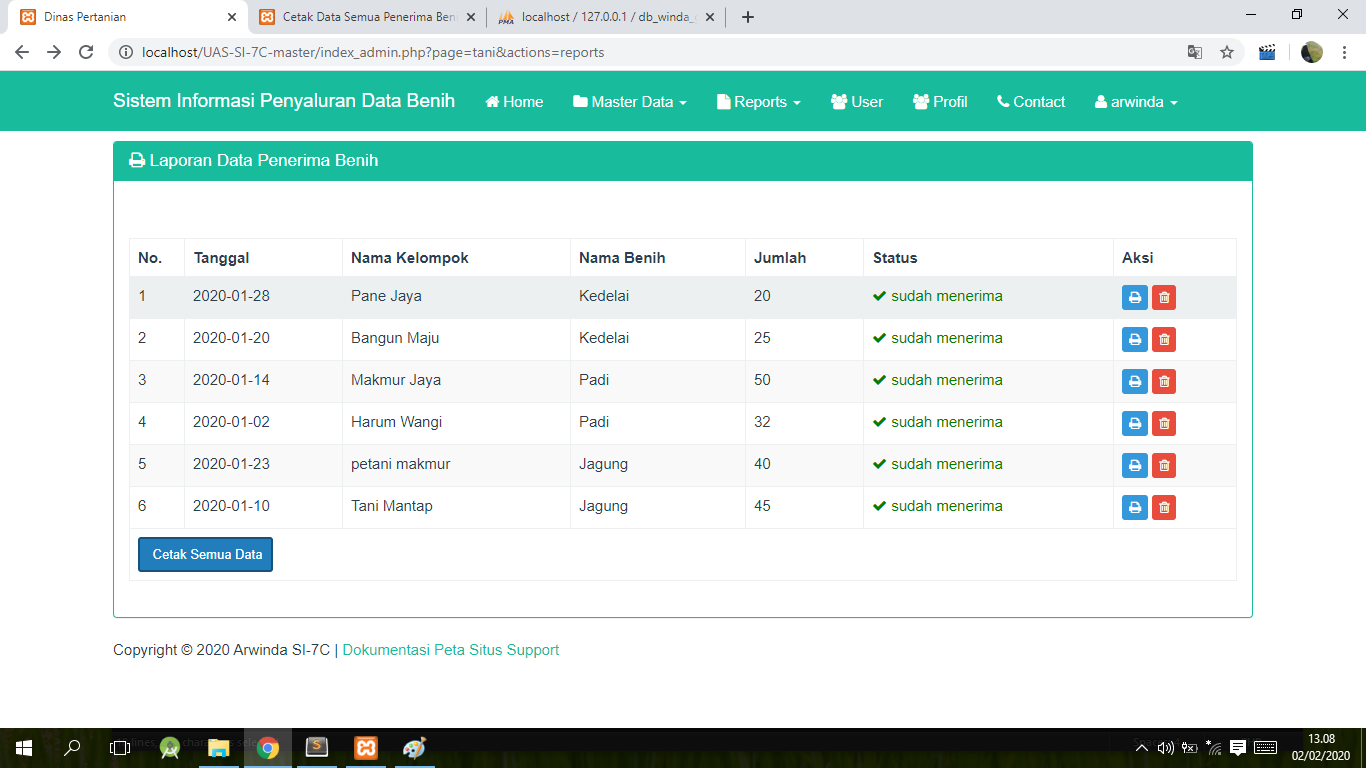 Dinas Pertanian
Cetak Data Semua Penerima Ben
localhost / 127.0.0.1 / db_winda_
localhost/UAS-SI-7C-master/index_admin.php?page=tani&actions=reports
Sistem Informasi Penyaluran Data Benih Home Master Data Reports User Profil Contact arwinda
Laporan Data Penerima Benih
No. Tanggal Nama Kelompok Nama Benih Jumlah Status Aksi
1 2020-01-28 Pane Jaya Kedelai 20 sudah menerima
2 2020-01-20 Bangun Maju Kedelai 25 sudah menerima
3 2020-01-14 Makmur Jaya Padi 50 sudah menerima
4 2020-01-02 Harum Wangi Padi 32 sudah menerima
5 2020-01-23 petani makmur Jagung 40 sudah menerima
6 2020-01-10 Tani Mantap Jagung 45 sudah menerima
Cetak Semua Data
Copyright © 2020 Arwinda SI-7C | Dokumentasi Peta Situs Support
13.08
02/02/2020